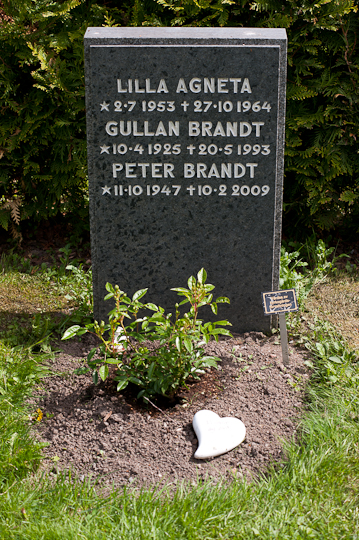 LILLA AGNETA
★2·7 1953 ✝27·10 1964
GULLAN BRANDT
★10·4 1925 ✝20·5 1993
PETER BRANDT
★11·10 1947 ✝10·2 2009